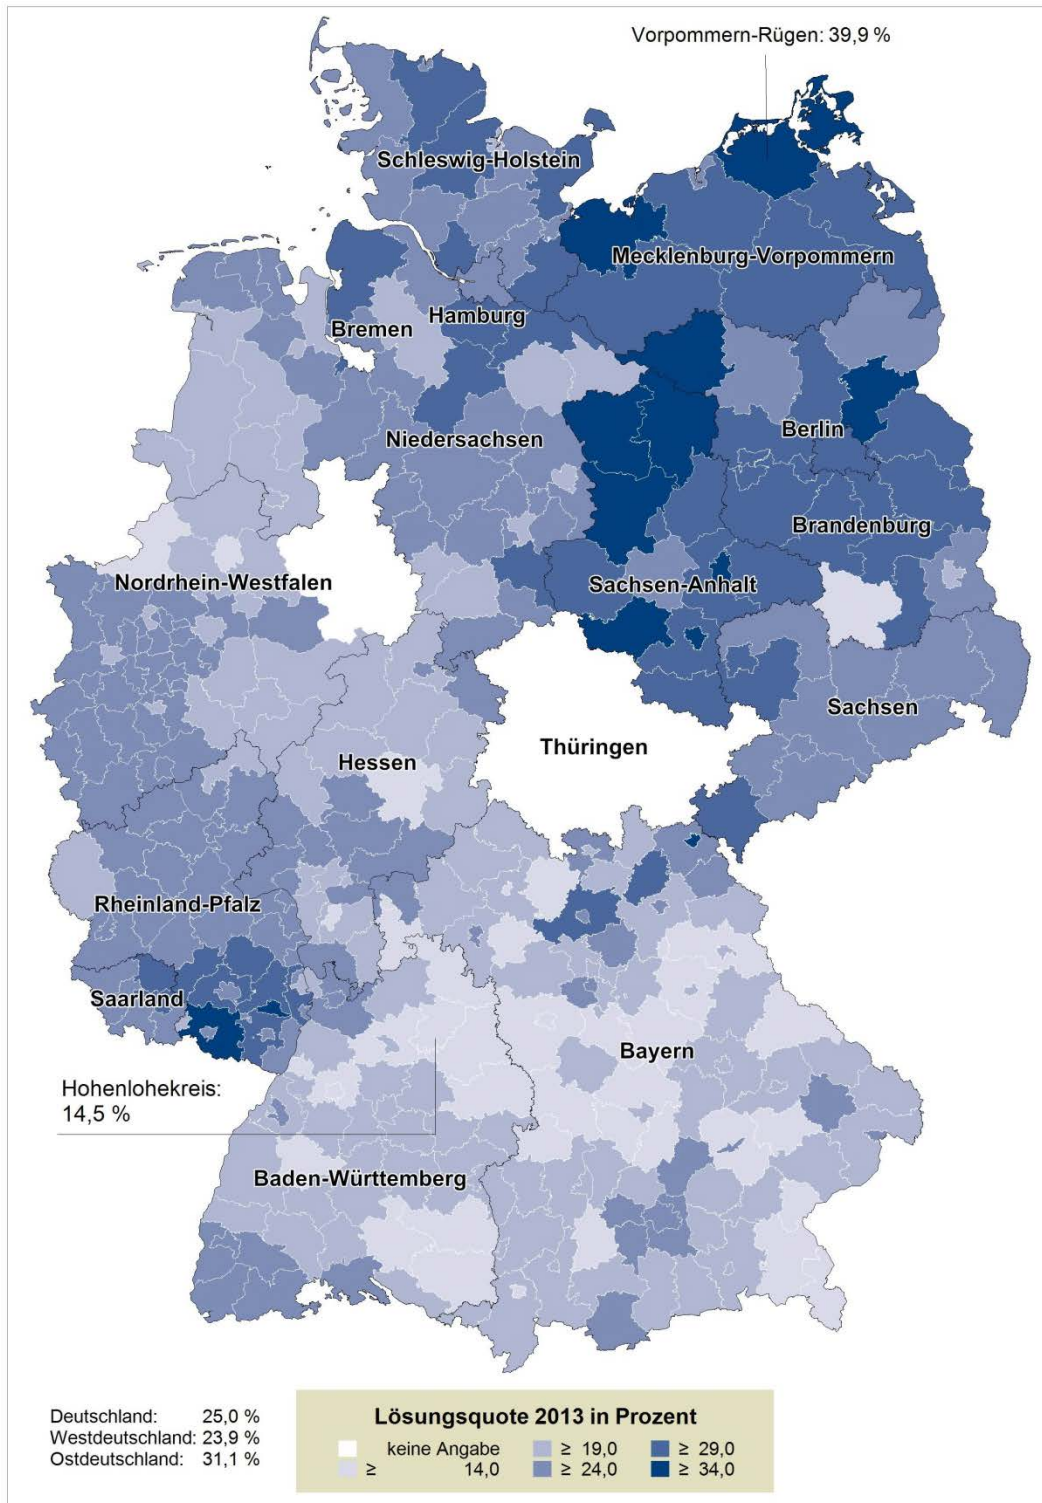 Vorpommern-Rügen: 39,9 %
Schleswig-Holstein
Mecklenburg-Vorpommern
Hamburg
Bremen
Niedersachsen
Berlin
Brandenburg
Nordrhein-Westfalen
Sachsen-Anhalt
Sachsen
Thüringen
Hessen
Rheinland-Pfalz
Saarland
Bayern
Hohenlohekreis:
14,5 %
Baden-Württemberg
Deutschland: 25,0 %
Westdeutschland: 23,9 %
Ostdeutschland: 31,1 %
Lösungsquote 2013 in Prozent
keine Angabe ≥ 19,0 ≥ 29,0
≥ 14,0 ≥ 24,0 ≥ 34,0